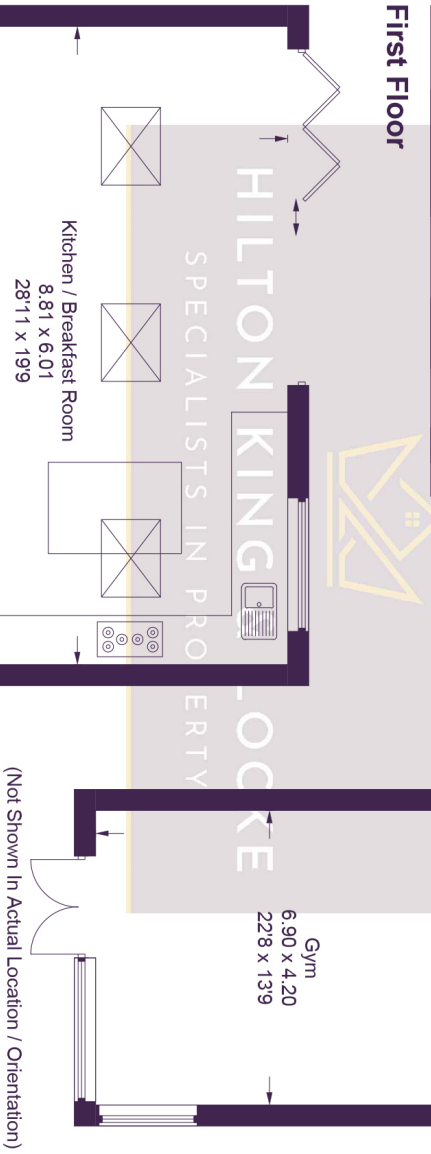 First Floor
HILTON KING & LOCKE
SPECIALISTS IN PROPERTY
Kitchen / Breakfast Room
8.81 x 6.01
28'11 x 19'9
Gym
6.90 x 4.20
22'8 x 13'9
(Not Shown In Actual Location / Orientation)